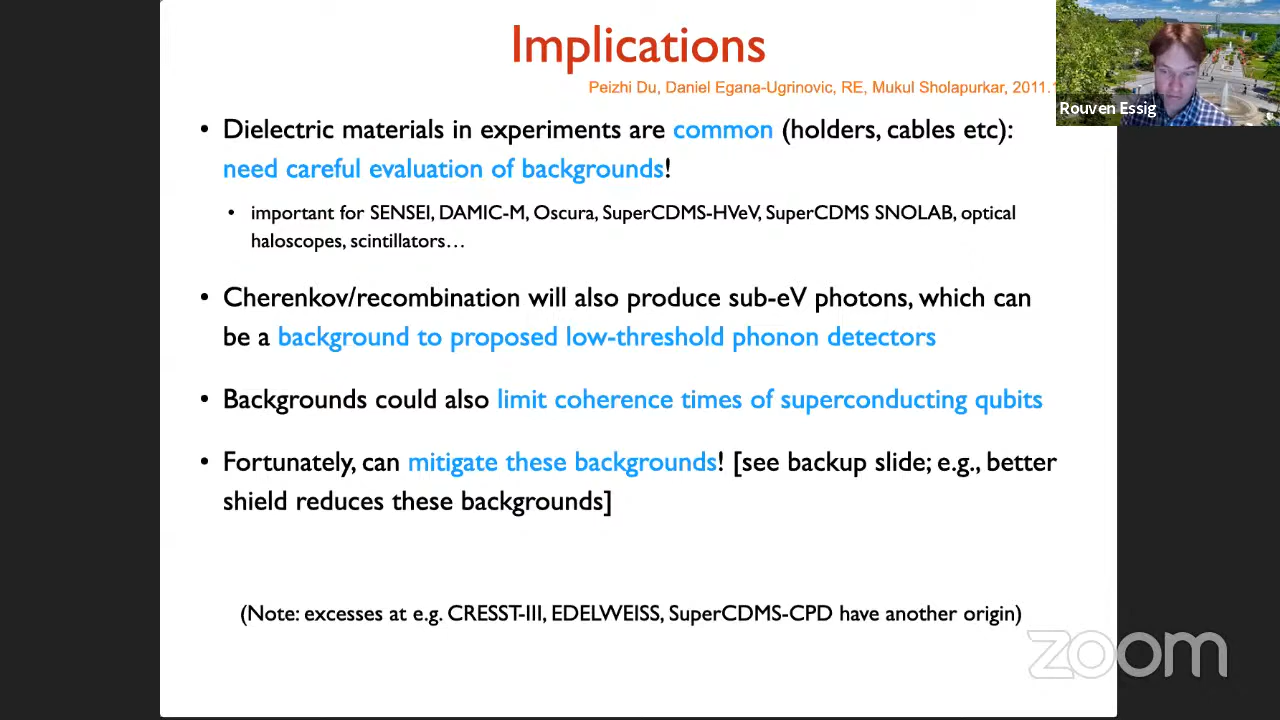 Implications
Peizhi Du, Daniel Egana-Ugrinovic, RE, Mukul Sholapurkar, 2011.
Rouven Essig
• Dielectric materials in experiments are common (holders, cables etc):
need careful evaluation of backgrounds!
• important for SENSEI, DAMIC-M, Oscura, SuperCDMS-HVeV, SuperCDMS SNOLAB, optical
haloscopes, scintillators…
• Cherenkov/recombination will also produce sub-eV photons, which can
be a background to proposed low-threshold phonon detectors
• Backgrounds could also limit coherence times of superconducting qubits
• Fortunately, can mitigate these backgrounds! [see backup slide; e.g., better
shield reduces these backgrounds]
(Note: excesses at e.g. CRESST-III, EDELWEISS, SuperCDMS-CPD have another origin)
zoom